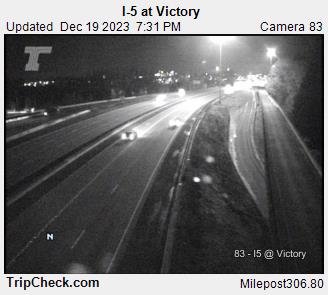 I-5 at Victory
Updated Dec 19 2023 7:31 PM Camera 83
T
N
83 - I5 @ Victory
TripCheck.com Milepost306.80